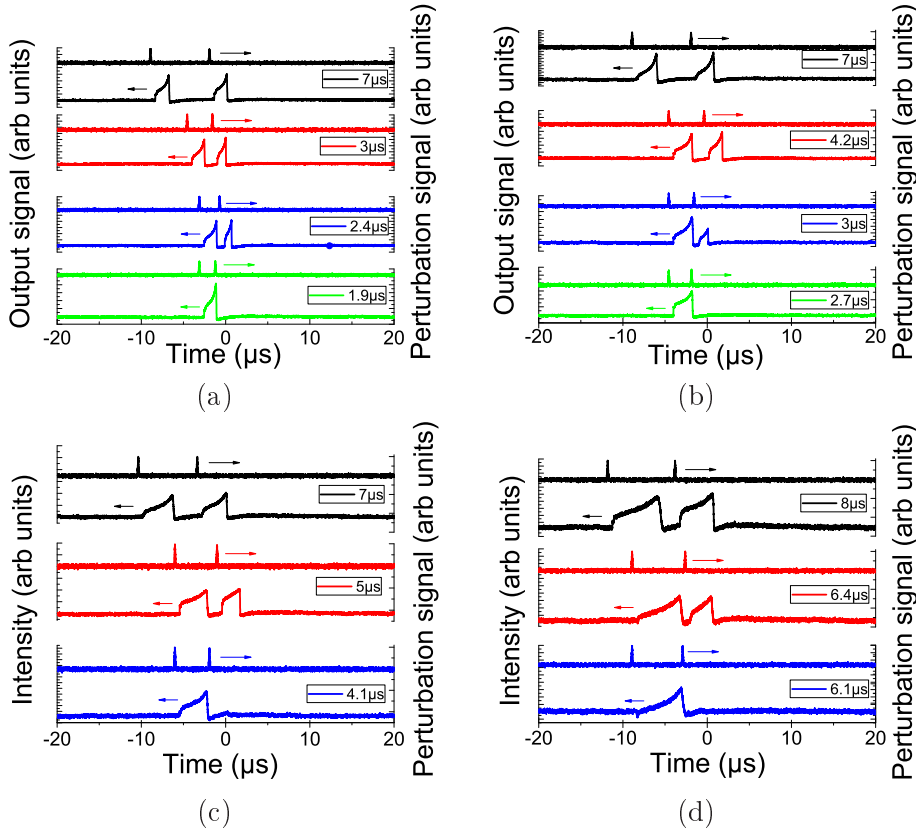 Output signal (arb units)
Perturbation signal (arb units)
7µs
3µs
2.4µs
1.9µs
-20 -10 0 10 20
Time (µs)
(a)
Output signal (arb units)
Perturbation signal (arb units)
7µs
4.2µs
3µs
2.7µs
-20 -10 0 10 20
Time (µs)
(b)
Intensity (arb units)
Perturbation signal (arb units)
7µs
5µs
4.1µs
-20 -10 0 10 20
Time (µs)
(c)
Intensity (arb units)
Perturbation signal (arb units)
8µs
6.4µs
6.1µs
-20 -10 0 10 20
Time (µs)
(d)